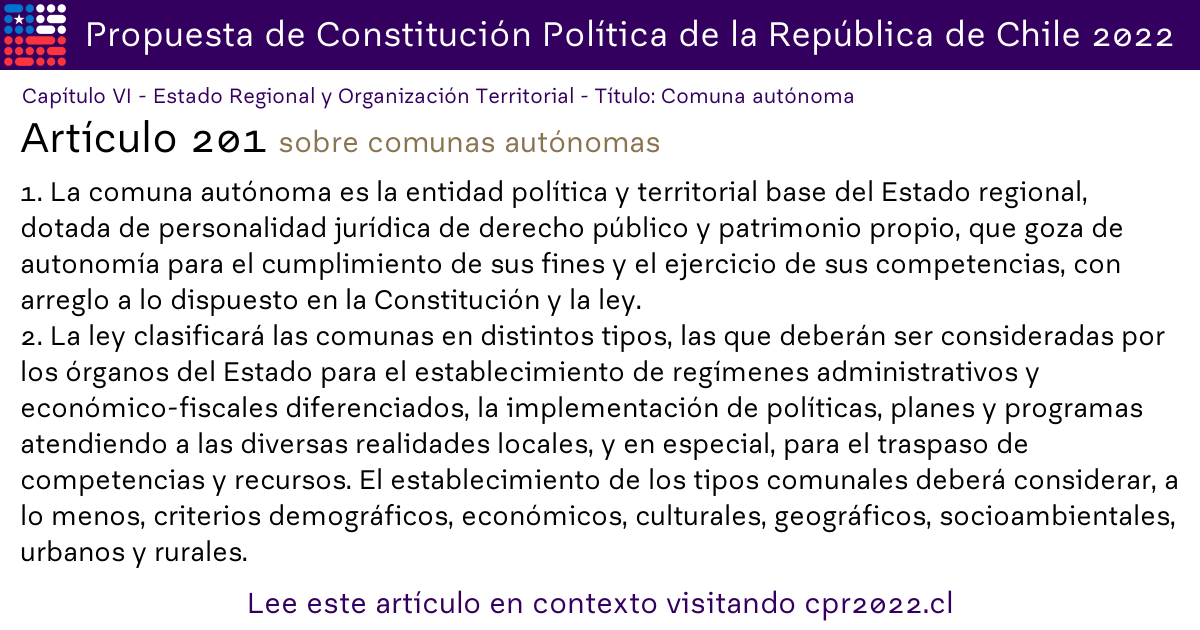 Propuesta de Constitución Política de la República de Chile 2022
Capítulo VI - Estado Regional y Organización Territorial - Título: Comuna autónoma
Artículo 201 sobre comunas autónomas
1. La comuna autónoma es la entidad política y territorial base del Estado regional,
dotada de personalidad jurídica de derecho público y patrimonio propio, que goza de
autonomía para el cumplimiento de sus fines y el ejercicio de sus competencias, con
arreglo a lo dispuesto en la Constitución y la ley.
2. La ley clasificará las comunas en distintos tipos, las que deberán ser consideradas por
los órganos del Estado para el establecimiento de regímenes administrativos y
económico-fiscales diferenciados, la implementación de políticas, planes y programas
atendiendo a las diversas realidades locales, y en especial, para el traspaso de
competencias y recursos. El establecimiento de los tipos comunales deberá considerar, a
lo menos, criterios demográficos, económicos, culturales, geográficos, socioambientales,
urbanos y rurales.
Lee este artículo en contexto visitando cpr2022.cl